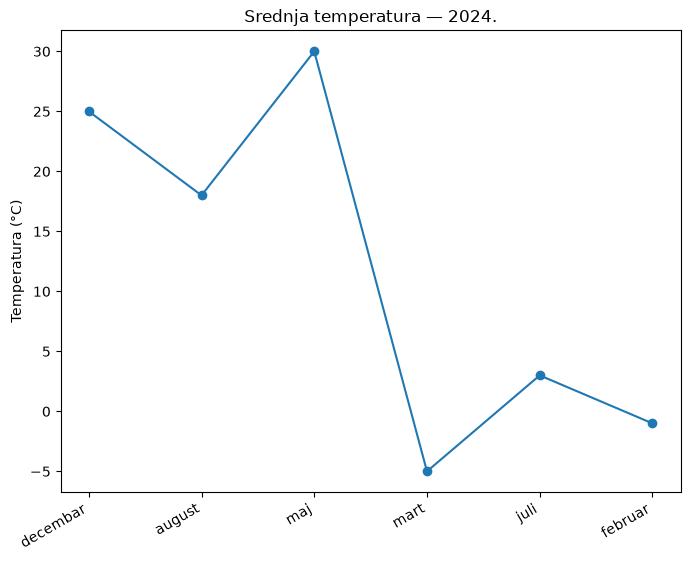 Srednja temperatura — 2024.
Temperatura (°C)
30
25
20
15
10
5
0
−5
decembar
august
maj
mart
juli
februar